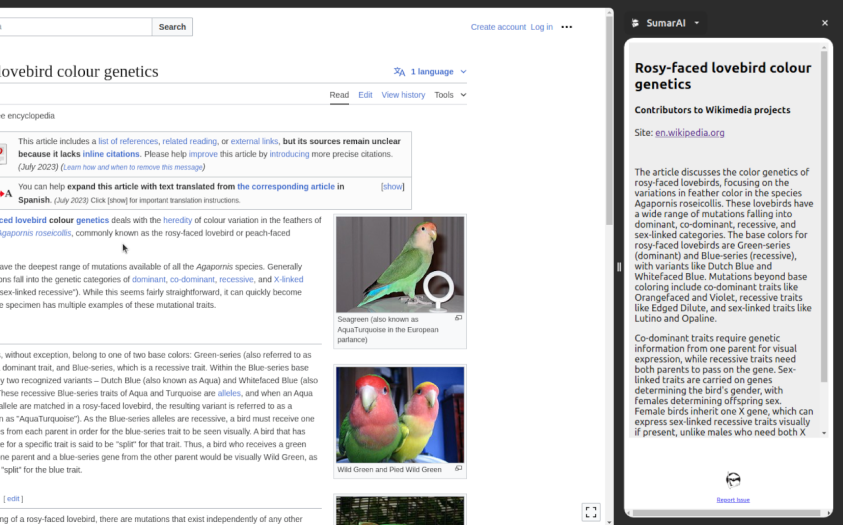 Search
Create account Log in
lovebird colour genetics
1 language
Read Edit View history Tools
encyclopedia
This article includes a list of references, related reading, or external links, but its sources remain unclear
because it lacks inline citations. Please help improve this article by introducing more precise citations.
(July 2023) (Learn how and when to remove this message)
A
You can help expand this article with text translated from the corresponding article in [show]
Spanish. (July 2023) Click [show] for important translation instructions.
lovebird colour genetics deals with the heredity of colour variation in the feathers of
Agapornis roseicollis, commonly known as the rosy-faced lovebird or peach-faced
have the deepest range of mutations available of all the Agapornis species. Generally
fall into the genetic categories of dominant, co-dominant, recessive, and X-linked
sex-linked recessive"). While this seems fairly straightforward, it can quickly become
specimen has multiple examples of these mutational traits.
, without exception, belong to one of two base colors: Green-series (also referred to as
dominant trait, and Blue-series, which is a recessive trait. Within the Blue-series base
two recognized variants – Dutch Blue (also known as Aqua) and Whitefaced Blue (also
These recessive Blue-series traits of Aqua and Turquoise are alleles, and when an Aqua
allele are matched in a rosy-faced lovebird, the resulting variant is referred to as a
as "AquaTurquoise"). As the Blue-series alleles are recessive, a bird must receive one
from each parent in order for the blue-series trait to be seen visually. A bird that has
for a specific trait is said to be "split" for that trait. Thus, a bird who receives a green
one parent and a blue-series gene from the other parent would be visually Wild Green, as
"split" for the blue trait.
[ edit ]
of a rosy-faced lovebird, there are mutations that exist independently of any other
Seagreen (also known as
AquaTurquoise in the European
parlance)
Wild Green and Pied Wild Green
SumarAI
Rosy-faced lovebird colour
genetics
Contributors to Wikimedia projects
Site: en.wikipedia.org
The article discusses the color genetics of
rosy-faced lovebirds, focusing on the
variations in feather color in the species
Agapornis roseicollis. These lovebirds have
a wide range of mutations falling into
dominant, co-dominant, recessive, and
sex-linked categories. The base colors for
rosy-faced lovebirds are Green-series
(dominant) and Blue-series (recessive),
with variants like Dutch Blue and
Whitefaced Blue. Mutations beyond base
coloring include co-dominant traits like
Orangefaced and Violet, recessive traits
like Edged Dilute, and sex-linked traits like
Lutino and Opaline.
Co-dominant traits require genetic
information from one parent for visual
expression, while recessive traits need
both parents to pass on the gene. Sex-
linked traits are carried on genes
determining the bird's gender, with
females determining offspring sex.
Female birds inherit one X gene, which can
express sex-linked recessive traits visually
if present, unlike males who need both X
Report Issue